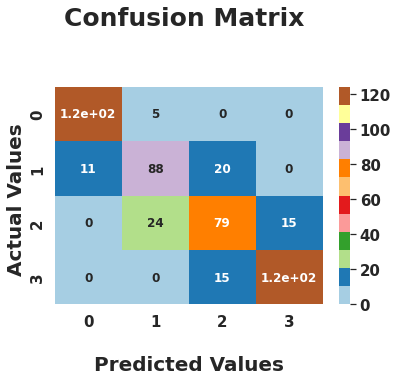 Confusion Matrix
120
0 1.2e+02 5 0 0
100
1 11 88 20 0
80
60
2 0 24 79 15
40
20
3 0 0 15 1.2e+02
0
0 1 2 3
Actual Values
Predicted Values